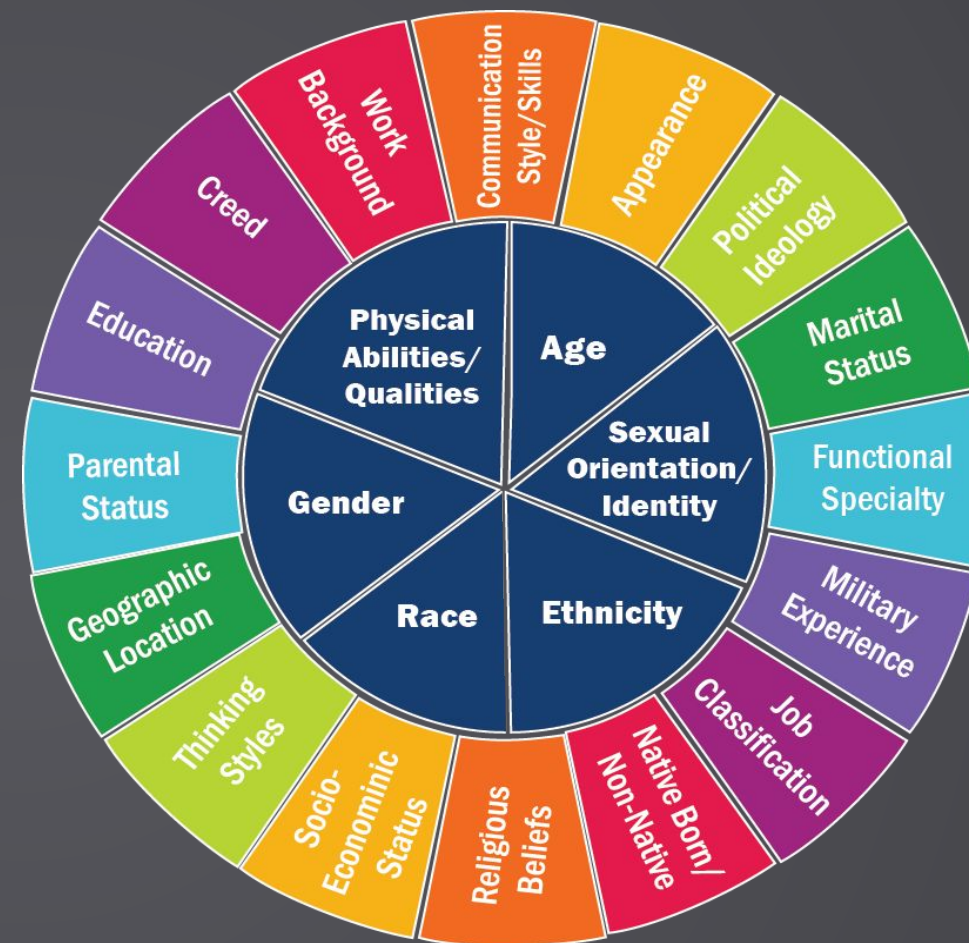 Communication
Style/Skills
Appearance
Political
Ideology
Marital
Status
Functional
Specialty
Military
Experience
Job
Classification
Native Born/
Non-Native
Religious
Beliefs
Socio-
Econominic
Status
Thinking
Styles
Geographic
Location
Parental
Status
Education
Creed
Work
Background
Physical
Abilities/
Qualities
Age
Sexual
Orientation/
Identity
Ethnicity
Race
Gender